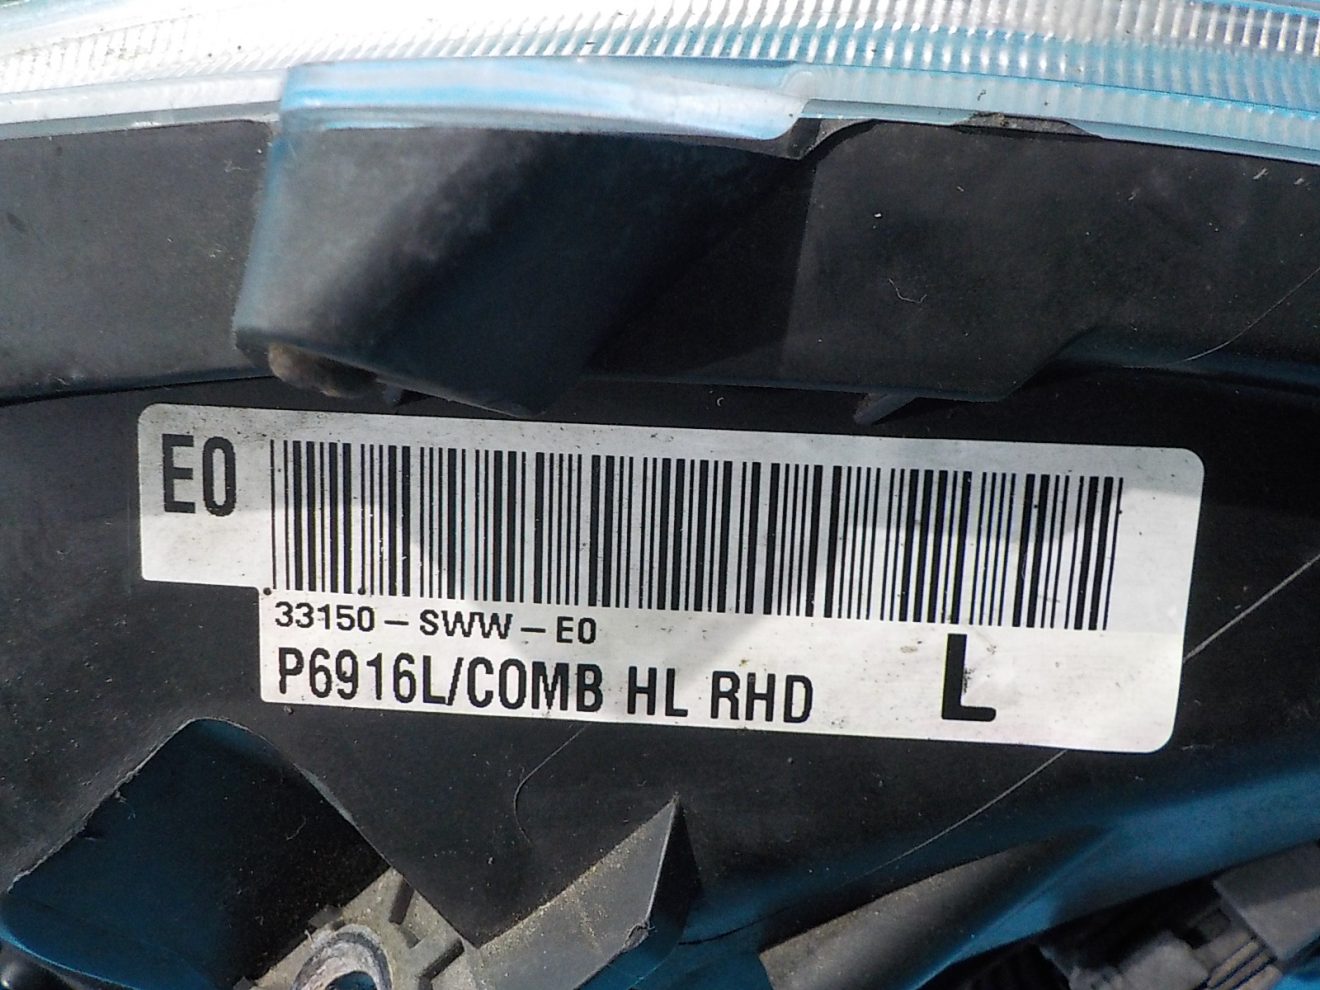 E0
33150-SWW-E0
P6916L/COMB HL RHD
L